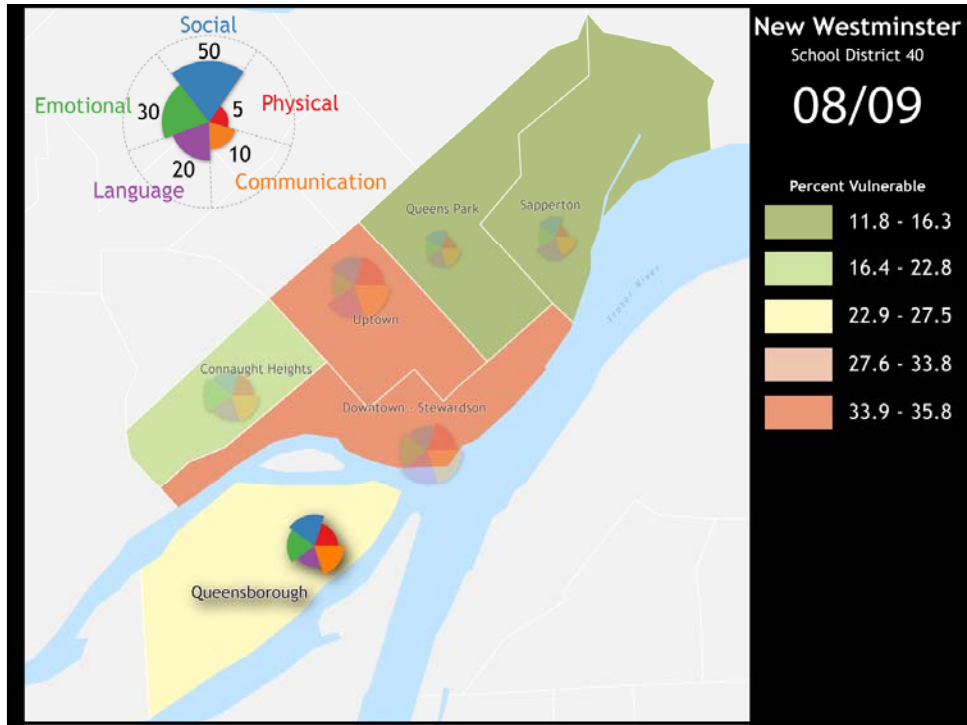 Social
50
Emotional
30
5
Physical
20
10
Language
Communication
Queens Park
Sapperton
Fraser River
Uptown
Connaught Heights
Downtown - Stewardson
Queensborough
New Westminster
School District 40
08/09
Percent Vulnerable
11.8 - 16.3
16.4 - 22.8
22.9 - 27.5
27.6 - 33.8
33.9 - 35.8